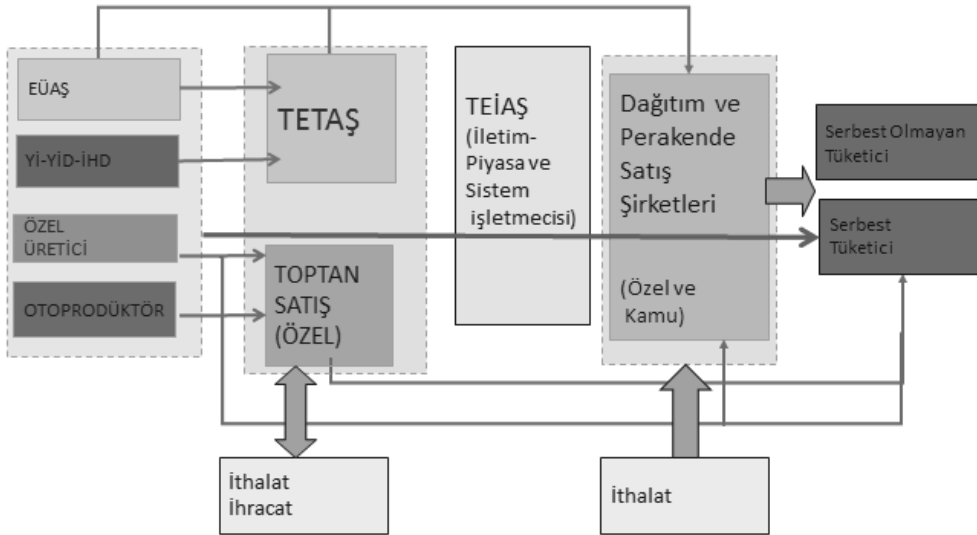 EÜAŞ
Yİ-YİD-İHD
ÖZEL
ÜRETİCİ
OTOPRODÜKTÖR
TETAŞ
TOPTAN
SATIŞ
(ÖZEL)
TEİAŞ
(İletim-
Piyasa ve
Sistem
işletmecisi)
Dağıtım ve
Perakende
Satış
Şirketleri
(Özel ve
Kamu)
Serbest Olmayan
Tüketici
Serbest
Tüketici
İthalat
İhracat
İthalat